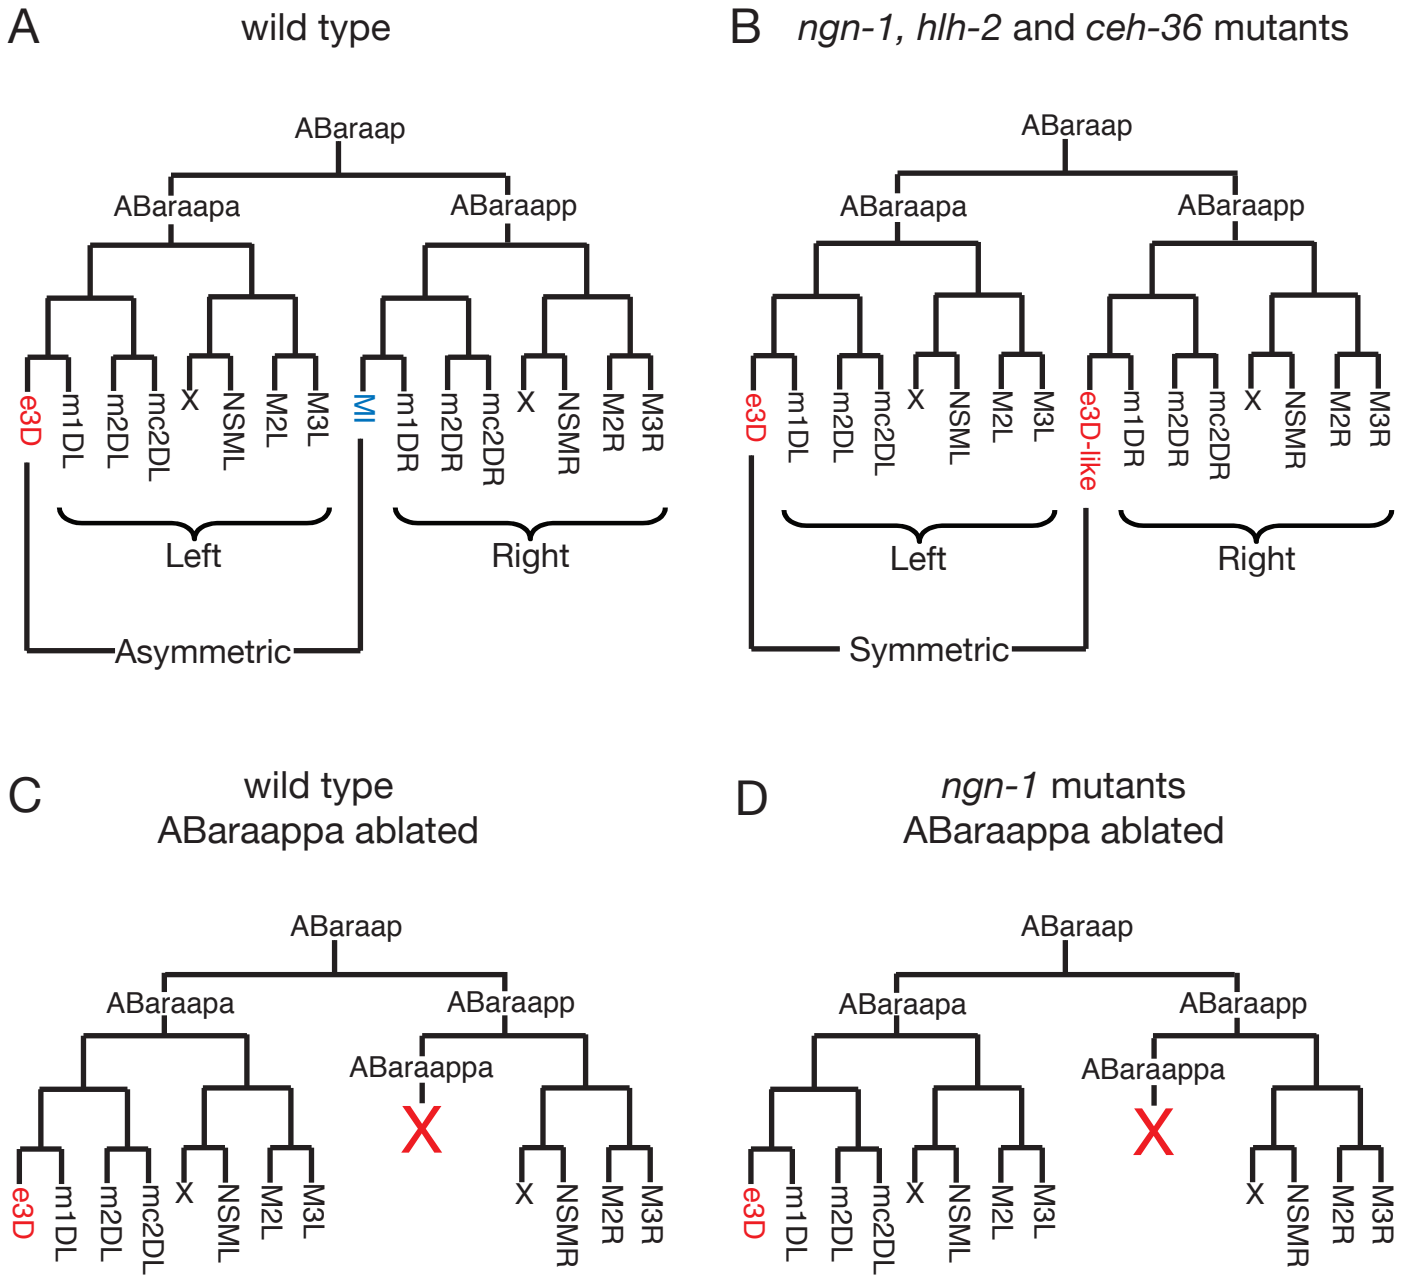 A
wild type
ABaraap
ABaraapa
ABaraapp
e3D
m1DL
m2DL
mc2DL
X
NSML
M2L
M3L
MI
m1DR
m2DR
mc2DR
X
NSMR
M2R
M3R
Left
Right
Asymmetric
B
ngn-1, hlh-2 and ceh-36 mutants
ABaraap
ABaraapa
ABaraapp
e3D
m1DL
m2DL
mc2DL
X
NSML
M2L
M3L
e3D-like
m1DR
m2DR
mc2DR
X
NSMR
M2R
M3R
Left
Right
Symmetric
C
wild type
ABaraappa ablated
ABaraap
ABaraapa
ABaraapp
ABaraappa
X
e3D
m1DL
m2DL
mc2DL
X
NSML
M2L
M3L
X
NSMR
M2R
M3R
D
ngn-1 mutants
ABaraappa ablated
ABaraap
ABaraapa
ABaraapp
ABaraappa
X
e3D
m1DL
m2DL
mc2DL
X
NSML
M2L
M3L
X
NSMR
M2R
M3R